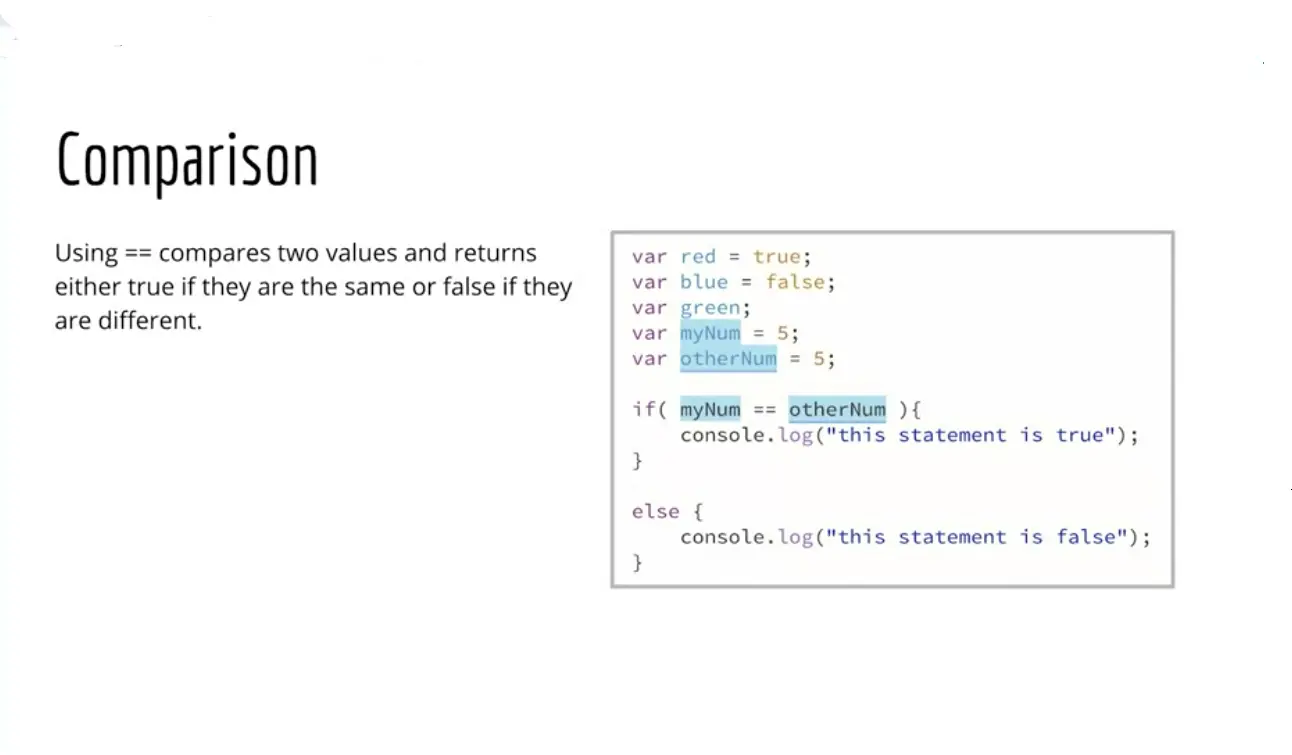 Comparison
Using == compares two values and returns
either true if they are the same or false if they
are different.
var red = true;
var blue = false;
var green;
var myNum = 5;
var otherNum = 5;
if( myNum == otherNum ){
    console.log("this statement is true");
}
else {
    console.log("this statement is false");
}